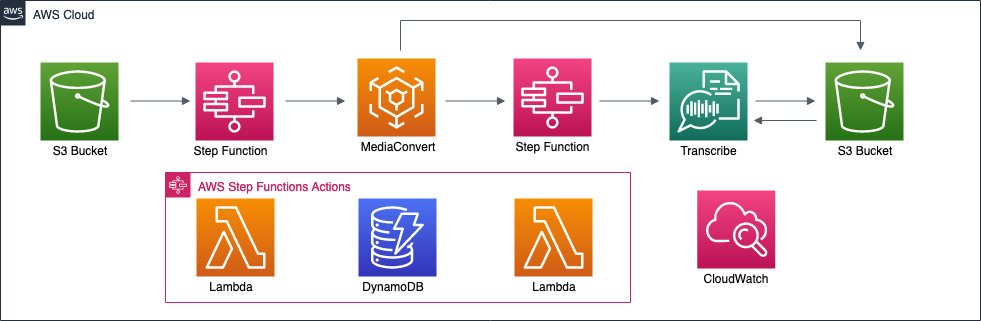 aws
AWS Cloud
S3 Bucket
Step Function
MediaConvert
Step Function
Transcribe
S3 Bucket
AWS Step Functions Actions
Lambda
DynamoDB
Lambda
CloudWatch